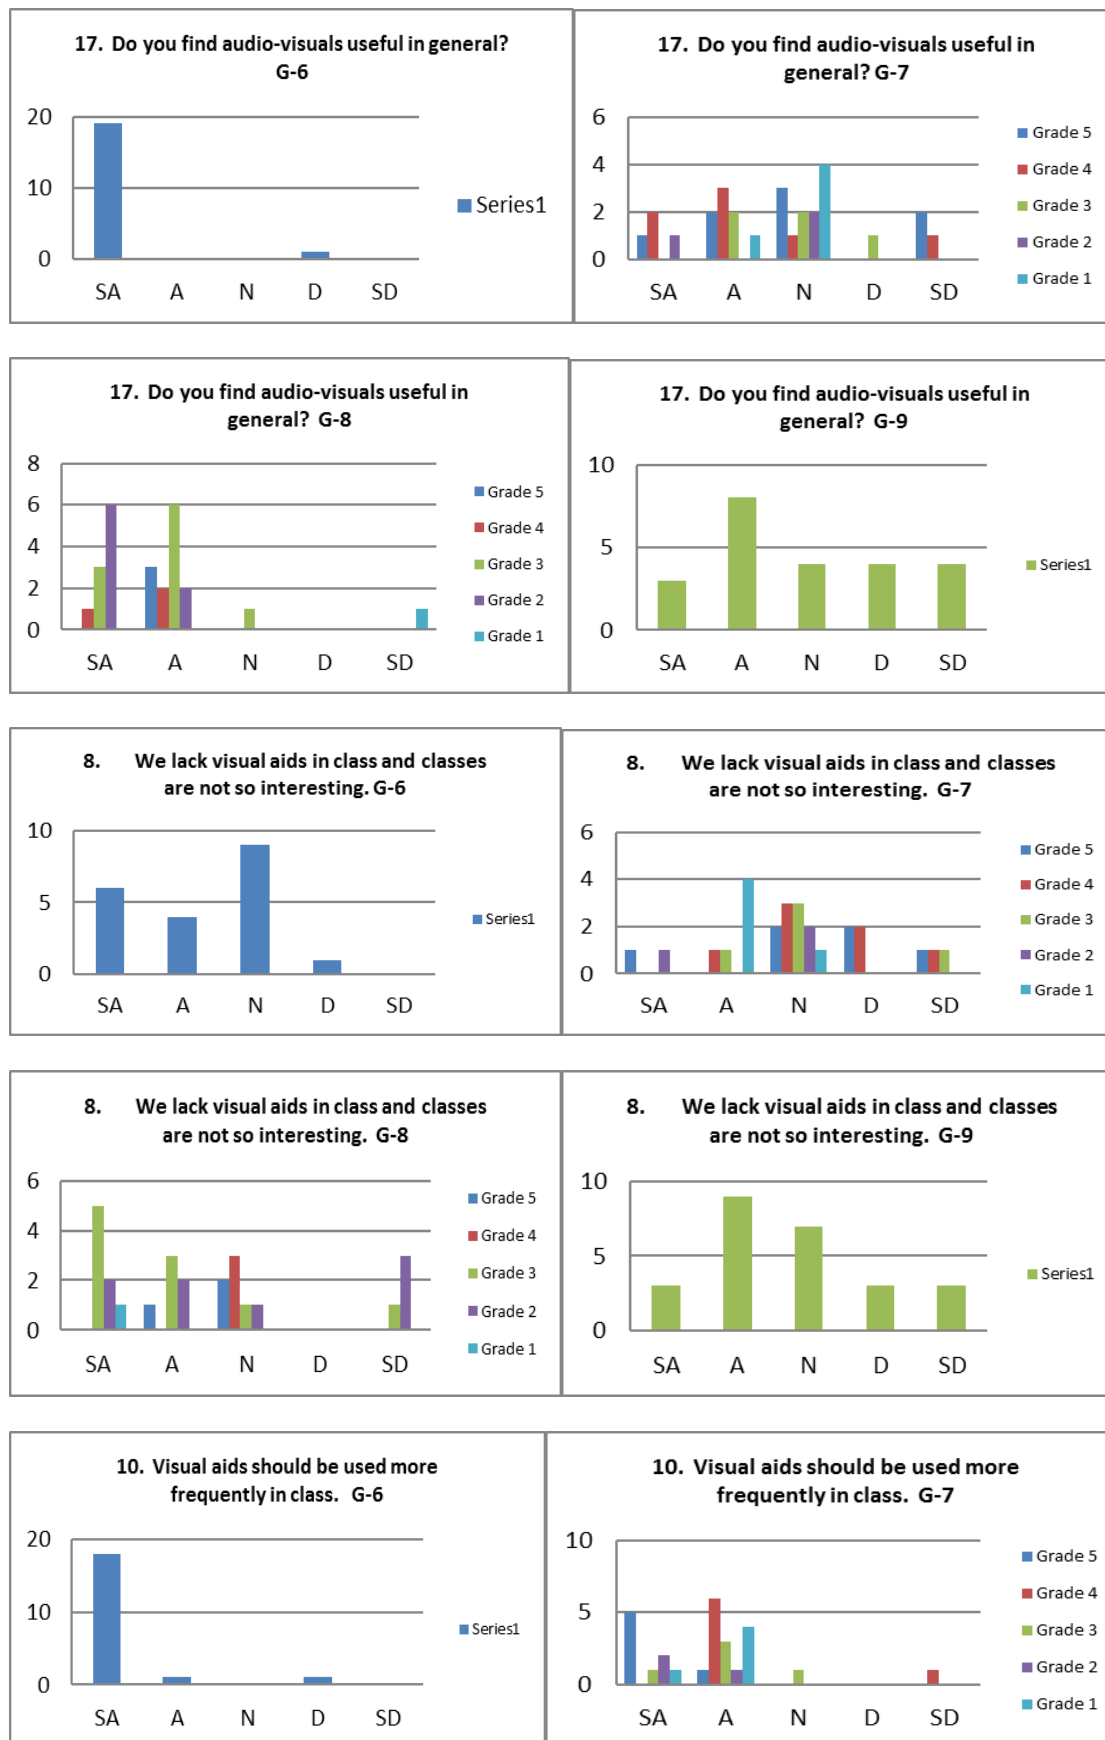 17. Do you find audio-visuals useful in general?
G-6
20
10
0
SA A N D SD
Series1
17. Do you find audio-visuals useful in
general? G-7
6
4
2
0
SA A N D SD
Grade 5
Grade 4
Grade 3
Grade 2
Grade 1
17. Do you find audio-visuals useful in
general? G-8
8
6
4
2
0
SA A N D SD
Grade 5
Grade 4
Grade 3
Grade 2
Grade 1
17. Do you find audio-visuals useful in
general? G-9
10
5
0
SA A N D SD
Series1
8. We lack visual aids in class and classes
are not so interesting. G-6
10
5
0
SA A N D SD
Series1
8. We lack visual aids in class and classes
are not so interesting. G-7
6
4
2
0
SA A N D SD
Grade 5
Grade 4
Grade 3
Grade 2
Grade 1
8. We lack visual aids in class and classes
are not so interesting. G-8
6
4
2
0
SA A N D SD
Grade 5
Grade 4
Grade 3
Grade 2
Grade 1
8. We lack visual aids in class and classes
are not so interesting. G-9
10
5
0
SA A N D SD
Series1
10. Visual aids should be used more
frequently in class. G-6
20
10
0
SA A N D SD
Series1
10. Visual aids should be used more
frequently in class. G-7
10
5
0
SA A N D SD
Grade 5
Grade 4
Grade 3
Grade 2
Grade 1